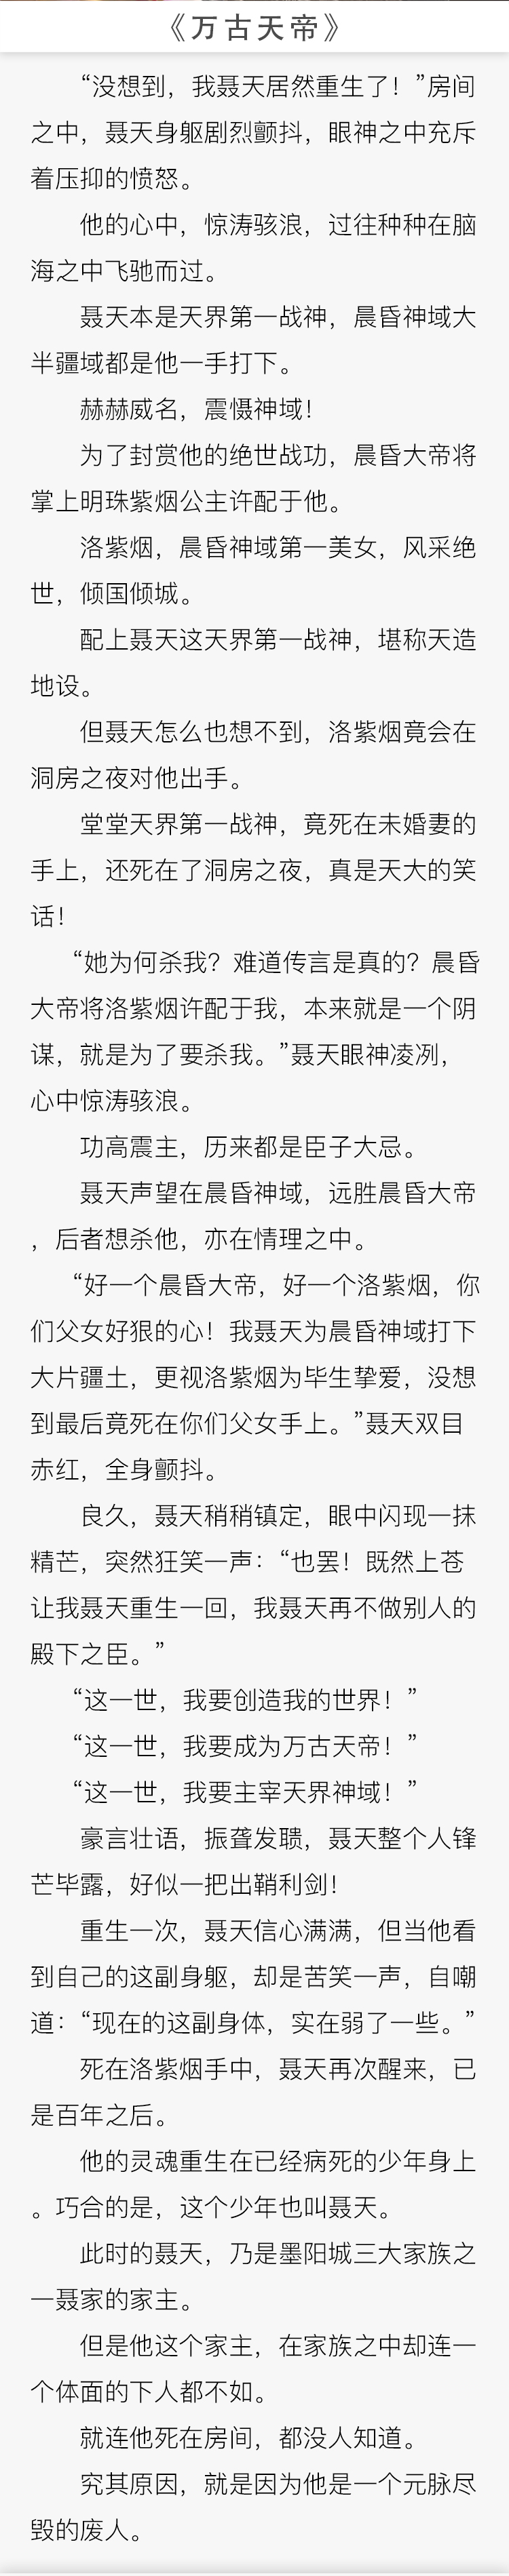 《万古天帝》
“没想到，我聂天居然重生了！”房间
之中，聂天身躯剧烈颤抖，眼神之中充斥
着压抑的愤怒。
他的心中，惊涛骇浪，过往种种在脑
海之中飞驰而过。
聂天本是天界第一战神，晨昏神域大
半疆域都是他一手打下。
赫赫威名，震慑神域！
为了封赏他的绝世战功，晨昏大帝将
掌上明珠紫烟公主许配于他。
洛紫烟，晨昏神域第一美女，风采绝
世，倾国倾城。
配上聂天这天界第一战神，堪称天造
地设。
但聂天怎么也想不到，洛紫烟竟会在
洞房之夜对他出手。
堂堂天界第一战神，竟死在未婚妻的
手上，还死在了洞房之夜，真是天大的笑
话！
“她为何杀我？难道传言是真的？晨昏
大帝将洛紫烟许配于我，本来就是一个阴
谋，就是为了要杀我。”聂天眼神凌冽，
心中惊涛骇浪。
功高震主，历来都是臣子大忌。
聂天声望在晨昏神域，远胜晨昏大帝
，后者想杀他，亦在情理之中。
“好一个晨昏大帝，好一个洛紫烟，你
们父女好狠的心！我聂天为晨昏神域打下
大片疆土，更视洛紫烟为毕生挚爱，没想
到最后竟死在你们父女手上。”聂天双目
赤红，全身颤抖。
良久，聂天稍稍镇定，眼中闪现一抹
精芒，突然狂笑一声：“也罢！既然上苍
让我聂天重生一回，我聂天再不做别人的
殿下之臣。”
“这一世，我要创造我的世界！”
“这一世，我要成为万古天帝！”
“这一世，我要主宰天界神域！”
豪言壮语，振聋发聩，聂天整个人锋
芒毕露，好似一把出鞘利剑！
重生一次，聂天信心满满，但当他看
到自己的这副身躯，却是苦笑一声，自嘲
道：“现在的这副身体，实在弱了一些。”
死在洛紫烟手中，聂天再次醒来，已
是百年之后。
他的灵魂重生在已经病死的少年身上
。巧合的是，这个少年也叫聂天。
此时的聂天，乃是墨阳城三大家族之
一聂家的家主。
但是他这个家主，在家族之中却连一
个体面的下人都不如。
就连他死在房间，都没人知道。
究其原因，就是因为他是一个元脉尽
毁的废人。